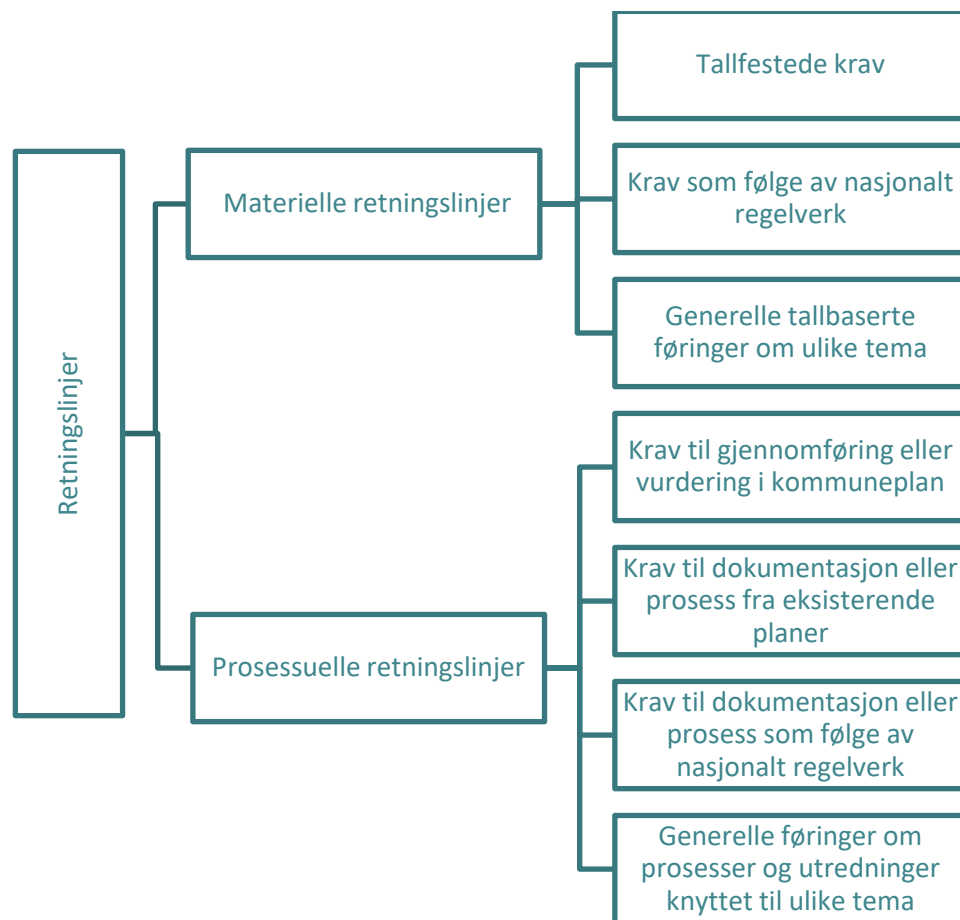 Retningslinjer
Materielle retningslinjer
Tallfestede krav
Krav som følge av nasjonalt
regelverk
Generelle tallbaserte
føringer om ulike tema
Prosessuelle retningslinjer
Krav til gjennomføring eller
vurdering i kommuneplan
Krav til dokumentasjon eller
prosess fra eksisterende
planer
Krav til dokumentasjon eller
prosess som følge av
nasjonalt regelverk
Generelle føringer om
prosesser og utredninger
knyttet til ulike tema